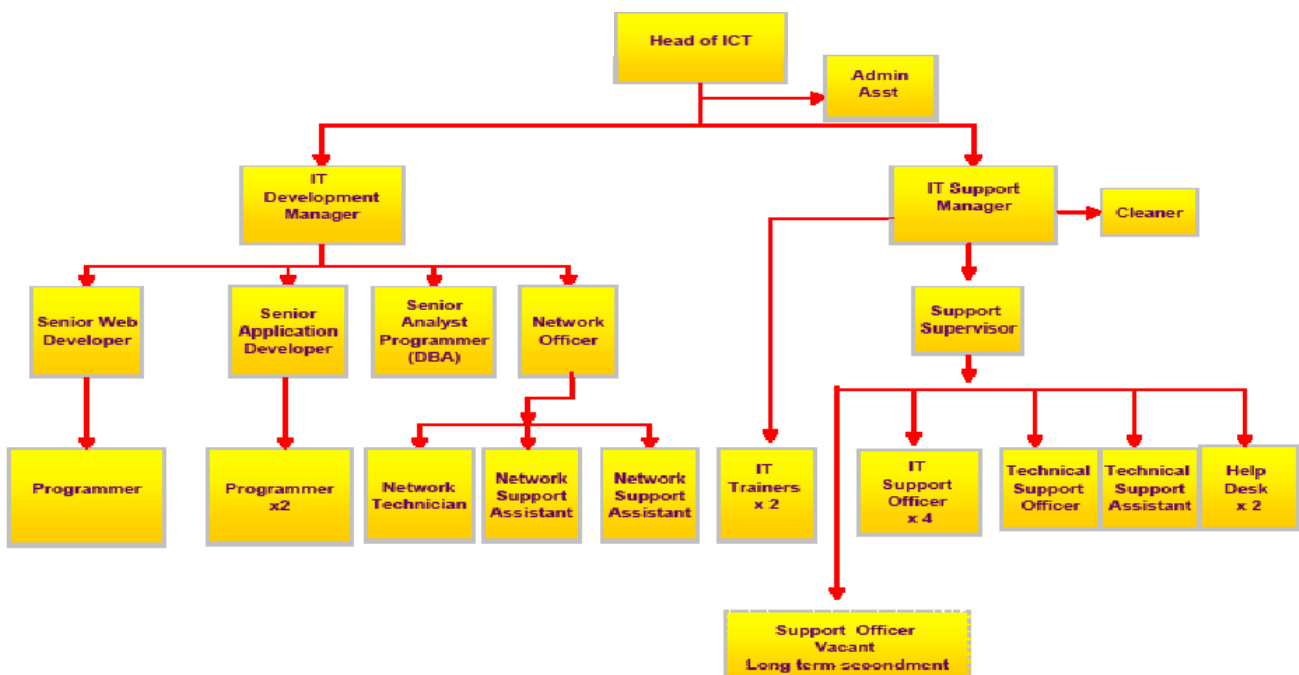 Head of ICT
Admin
Asst
IT
Development
Manager
IT Support
Manager
Cleaner
Senior Web
Developer
Senior
Application
Developer
Senior
Analyst
Programmer
(DBA)
Network
Officer
Support
Supervisor
Programmer
Programmer
x2
Network
Technician
Network
Support
Assistant
Network
Support
Assistant
IT
Trainers
x 2
IT
Support
Officer
x 4
Technical
Support
Officer
Technical
Support
Assistant
Help
Desk
x 2
Support Officer
Vacant
Long term secondment